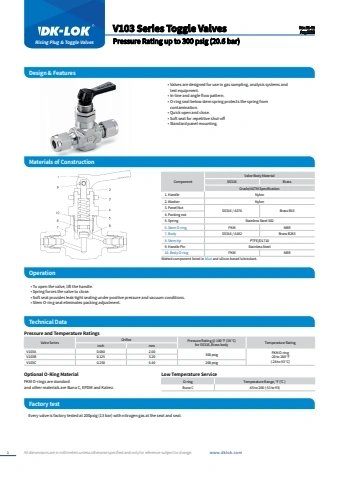 DK-LOK®
Rising Plug & Toggle Valves
V103 Series Toggle Valves
Pressure Rating up to 300 psig (20.6 bar)
Design & Features
• Valves are designed for use in gas sampling, analysis systems and
test equipment.
• In-line and angle flow pattern.
• O-ring seal below stem spring protects the spring from
contamination.
• Quick open and close.
• Soft seat for repetitive shut-off
• Standard panel mounting.
Materials of Construction
Component
Valve Body Material
SS316
Brass
Grade/ASTM Specification
1. Handle
Nylon
2. Washer
Nylon
3. Panel Nut
4. Packing nut
SS316 / A276
Brass B16
5. Spring
Stainless Steel 302
6. Stem O-ring
FKM
NBR
7. Body
SS316 / A182
Brass B283
8. Stem tip
PTFE/D1710
9. Handle Pin
Stainless Steel
10. Body O-ring
FKM
NBR
Wetted component listed in blue and silicon based lubricant.
Operation
• To open the valve, lift the handle.
• Spring forces the valve to close.
• Soft seat provides leak-tight sealing under positive pressure and vacuum conditions.
• Stem O-ring seal eliminates packing adjustment.
Technical Data
Pressure and Temperature Ratings
Valve Series
Orifice
inch
mm
Pressure Rating @ 100°F (38°C)
for SS316, Brass body
Temperature Rating
V103A
0.080
2.00
V103B
0.125
3.20
300 psig
V103C
0.250
6.40
200 psig
FKM O-ring
-20 to 200°F
(-28 to 93°C)
Optional O-Ring Material
FKM O-rings are standard
and other materials are Buna C, EPDM and Kalrez.
Low Temperature Service
O-ring
Temperature Range, °F (°C)
Buna C
Factory test
Every valve is factory tested at 200psig (13 bar) with nitrogen gas at the seat and seal.
All dimensions are in millimeters unless otherwise specified and only for reference subject to change.
www.dklok.com